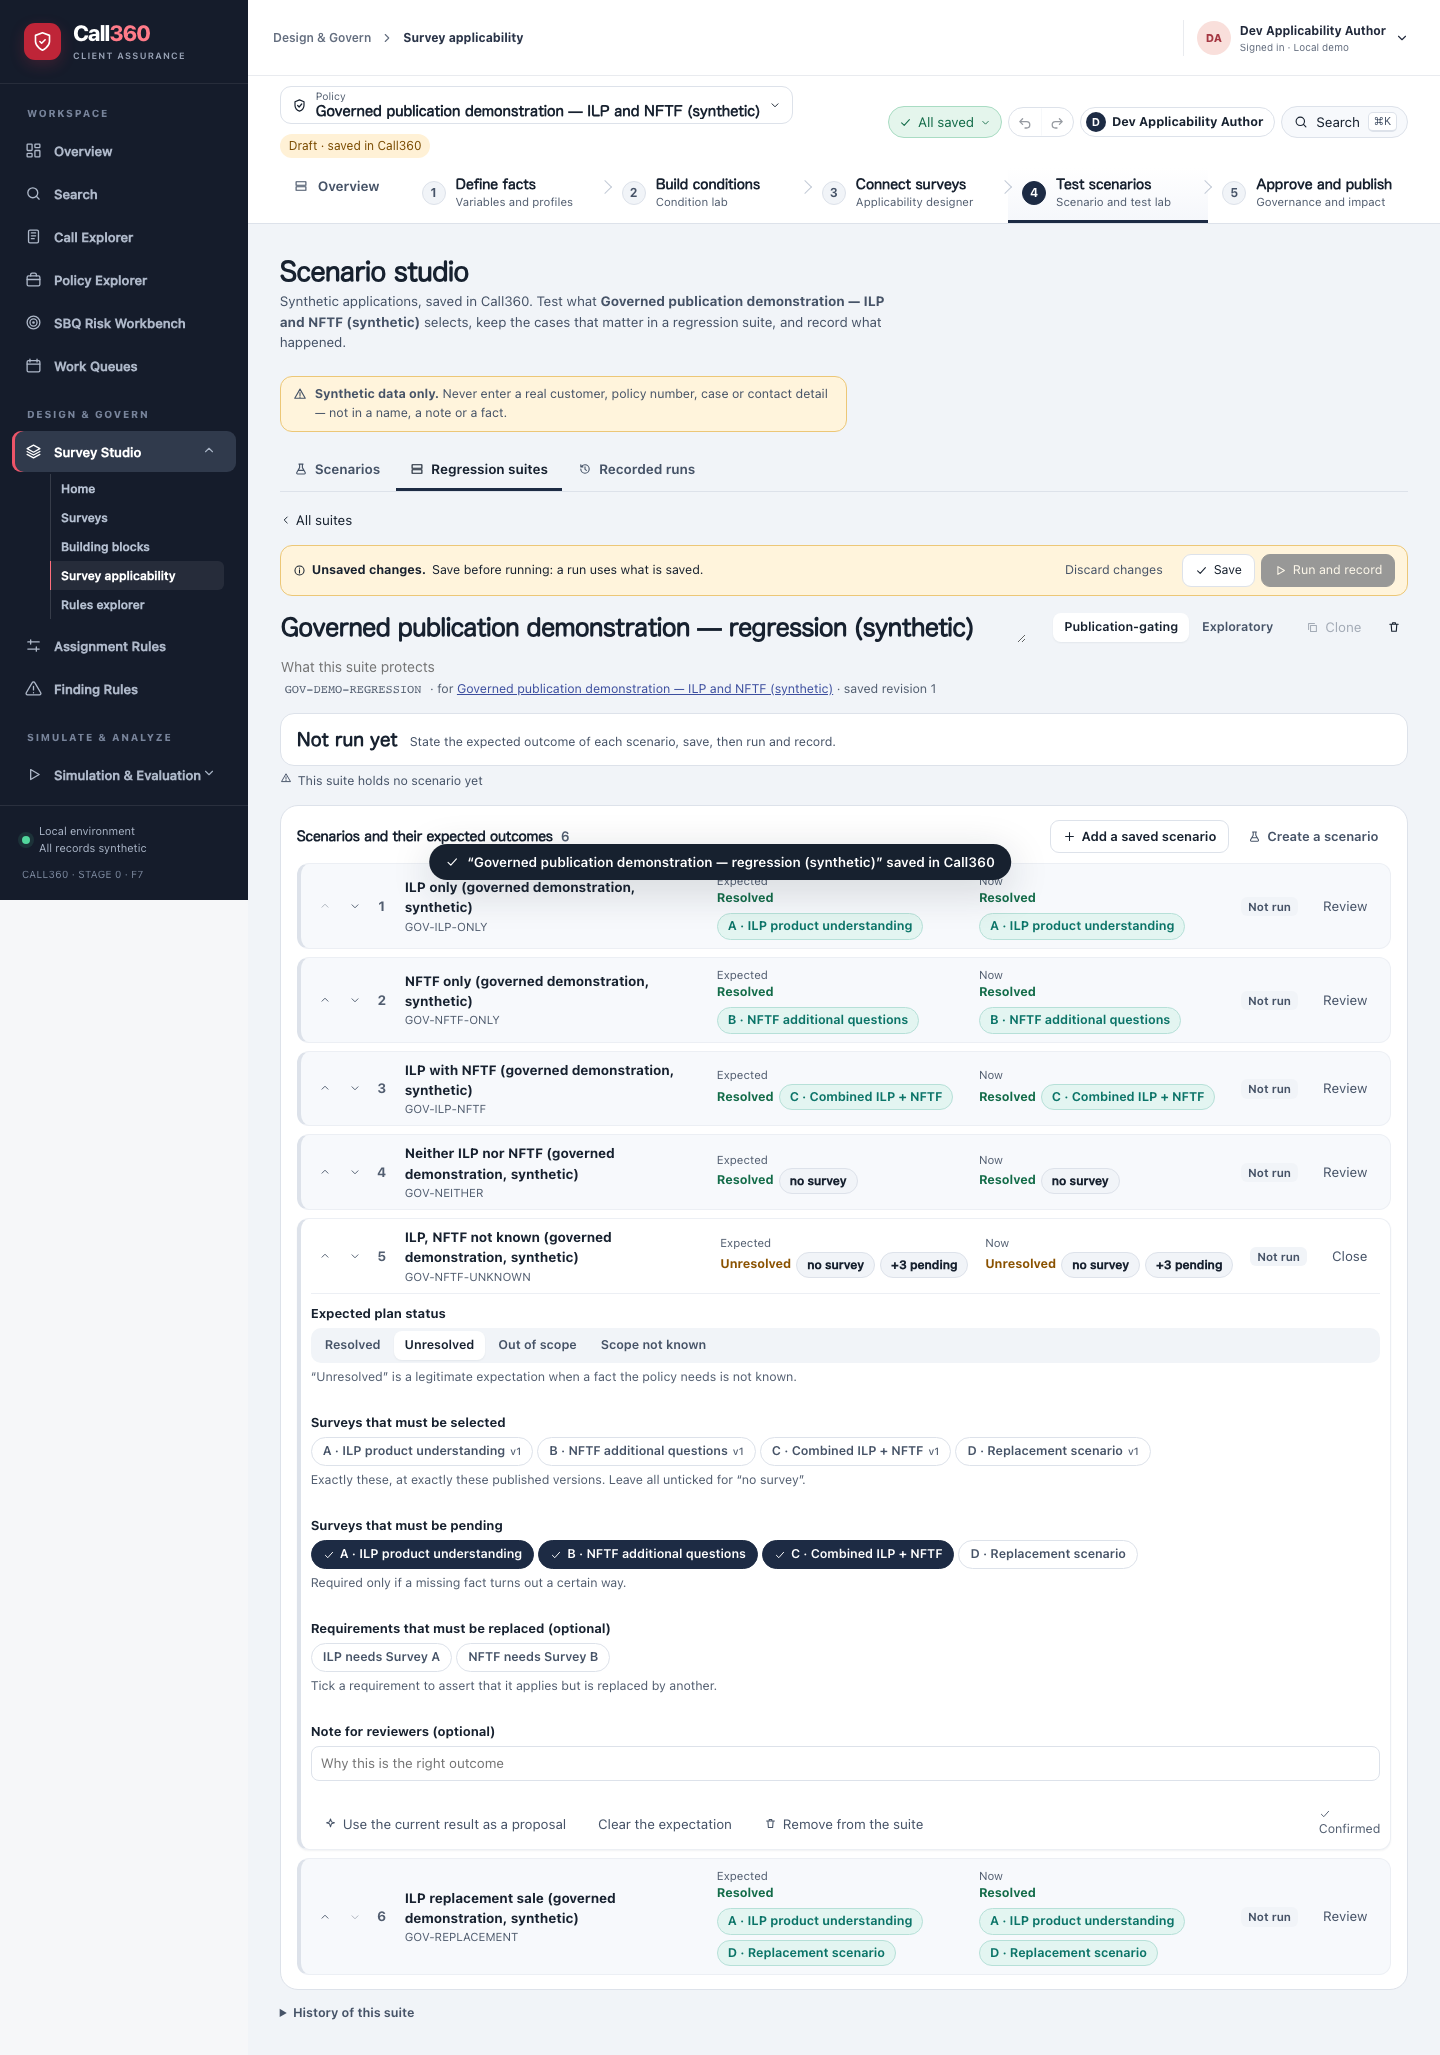 Call360
CLIENT ASSURANCE
WORKSPACE
Overview
Search
Call Explorer
Policy Explorer
SBQ Risk Workbench
Work Queues
DESIGN & GOVERN
Survey Studio
Home
Surveys
Building blocks
Survey applicability
Rules explorer
Assignment Rules
Finding Rules
SIMULATE & ANALYZE
Simulation & Evaluation
Local environment
All records synthetic
CALL360 · STAGE 0 · F7
Design & Govern
Survey applicability
DA
Dev Applicability Author
Signed in · Local demo
Policy
Governed publication demonstration — ILP and NFTF (synthetic)
Draft · saved in Call360
All saved
D Dev Applicability Author
Search ⌘K
Overview
1 Define facts
Variables and profiles
2 Build conditions
Condition lab
3 Connect surveys
Applicability designer
4 Test scenarios
Scenario and test lab
5 Approve and publish
Governance and impact
Scenario studio
Synthetic applications, saved in Call360. Test what Governed publication demonstration — ILP
and NFTF (synthetic) selects, keep the cases that matter in a regression suite, and record what
happened.
Synthetic data only. Never enter a real customer, policy number, case or contact detail
— not in a name, a note or a fact.
Scenarios
Regression suites
Recorded runs
All suites
Unsaved changes. Save before running: a run uses what is saved.
Discard changes
Save
Run and record
Governed publication demonstration — regression (synthetic)
Publication-gating
Exploratory
Clone
What this suite protects
GOV-DEMO-REGRESSION · for Governed publication demonstration — ILP and NFTF (synthetic) · saved revision 1
Not run yet State the expected outcome of each scenario, save, then run and record.
This suite holds no scenario yet
Scenarios and their expected outcomes 6
Add a saved scenario
Create a scenario
“Governed publication demonstration — regression (synthetic)” saved in Call360
1
ILP only (governed demonstration,
synthetic)
GOV-ILP-ONLY
Expected
Resolved
A · ILP product understanding
Now
Resolved
A · ILP product understanding
Not run
Review
2
NFTF only (governed demonstration,
synthetic)
GOV-NFTF-ONLY
Expected
Resolved
B · NFTF additional questions
Now
Resolved
B · NFTF additional questions
Not run
Review
3
ILP with NFTF (governed demonstration,
synthetic)
GOV-ILP-NFTF
Expected
Resolved C · Combined ILP + NFTF
Now
Resolved C · Combined ILP + NFTF
Not run
Review
4
Neither ILP nor NFTF (governed
demonstration, synthetic)
GOV-NEITHER
Expected
Resolved no survey
Now
Resolved no survey
Not run
Review
5
ILP, NFTF not known (governed
demonstration, synthetic)
GOV-NFTF-UNKNOWN
Expected
Unresolved no survey +3 pending
Now
Unresolved no survey +3 pending
Not run
Close
Expected plan status
Resolved Unresolved Out of scope Scope not known
“Unresolved” is a legitimate expectation when a fact the policy needs is not known.
Surveys that must be selected
A · ILP product understanding v1 B · NFTF additional questions v1 C · Combined ILP + NFTF v1 D · Replacement scenario v1
Exactly these, at exactly these published versions. Leave all unticked for “no survey”.
Surveys that must be pending
A · ILP product understanding B · NFTF additional questions C · Combined ILP + NFTF D · Replacement scenario
Required only if a missing fact turns out a certain way.
Requirements that must be replaced (optional)
ILP needs Survey A NFTF needs Survey B
Tick a requirement to assert that it applies but is replaced by another.
Note for reviewers (optional)
Why this is the right outcome
Use the current result as a proposal
Clear the expectation
Remove from the suite
Confirmed
6
ILP replacement sale (governed
demonstration, synthetic)
GOV-REPLACEMENT
Expected
Resolved
A · ILP product understanding
D · Replacement scenario
Now
Resolved
A · ILP product understanding
D · Replacement scenario
Not run
Review
History of this suite